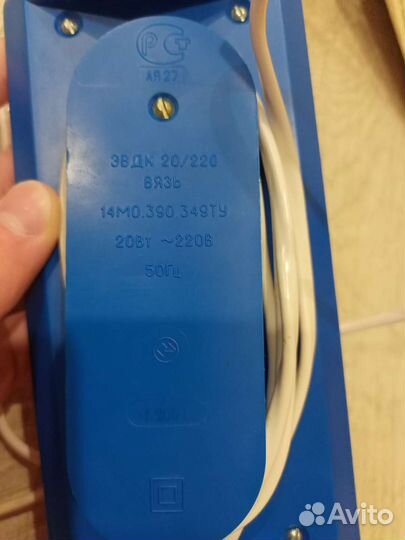 РСТ
АЯ27
ЭВДК 20/220
ВЯЗЬ
14М0.390.349ТУ
20Вт ~220В
50Гц
Avito